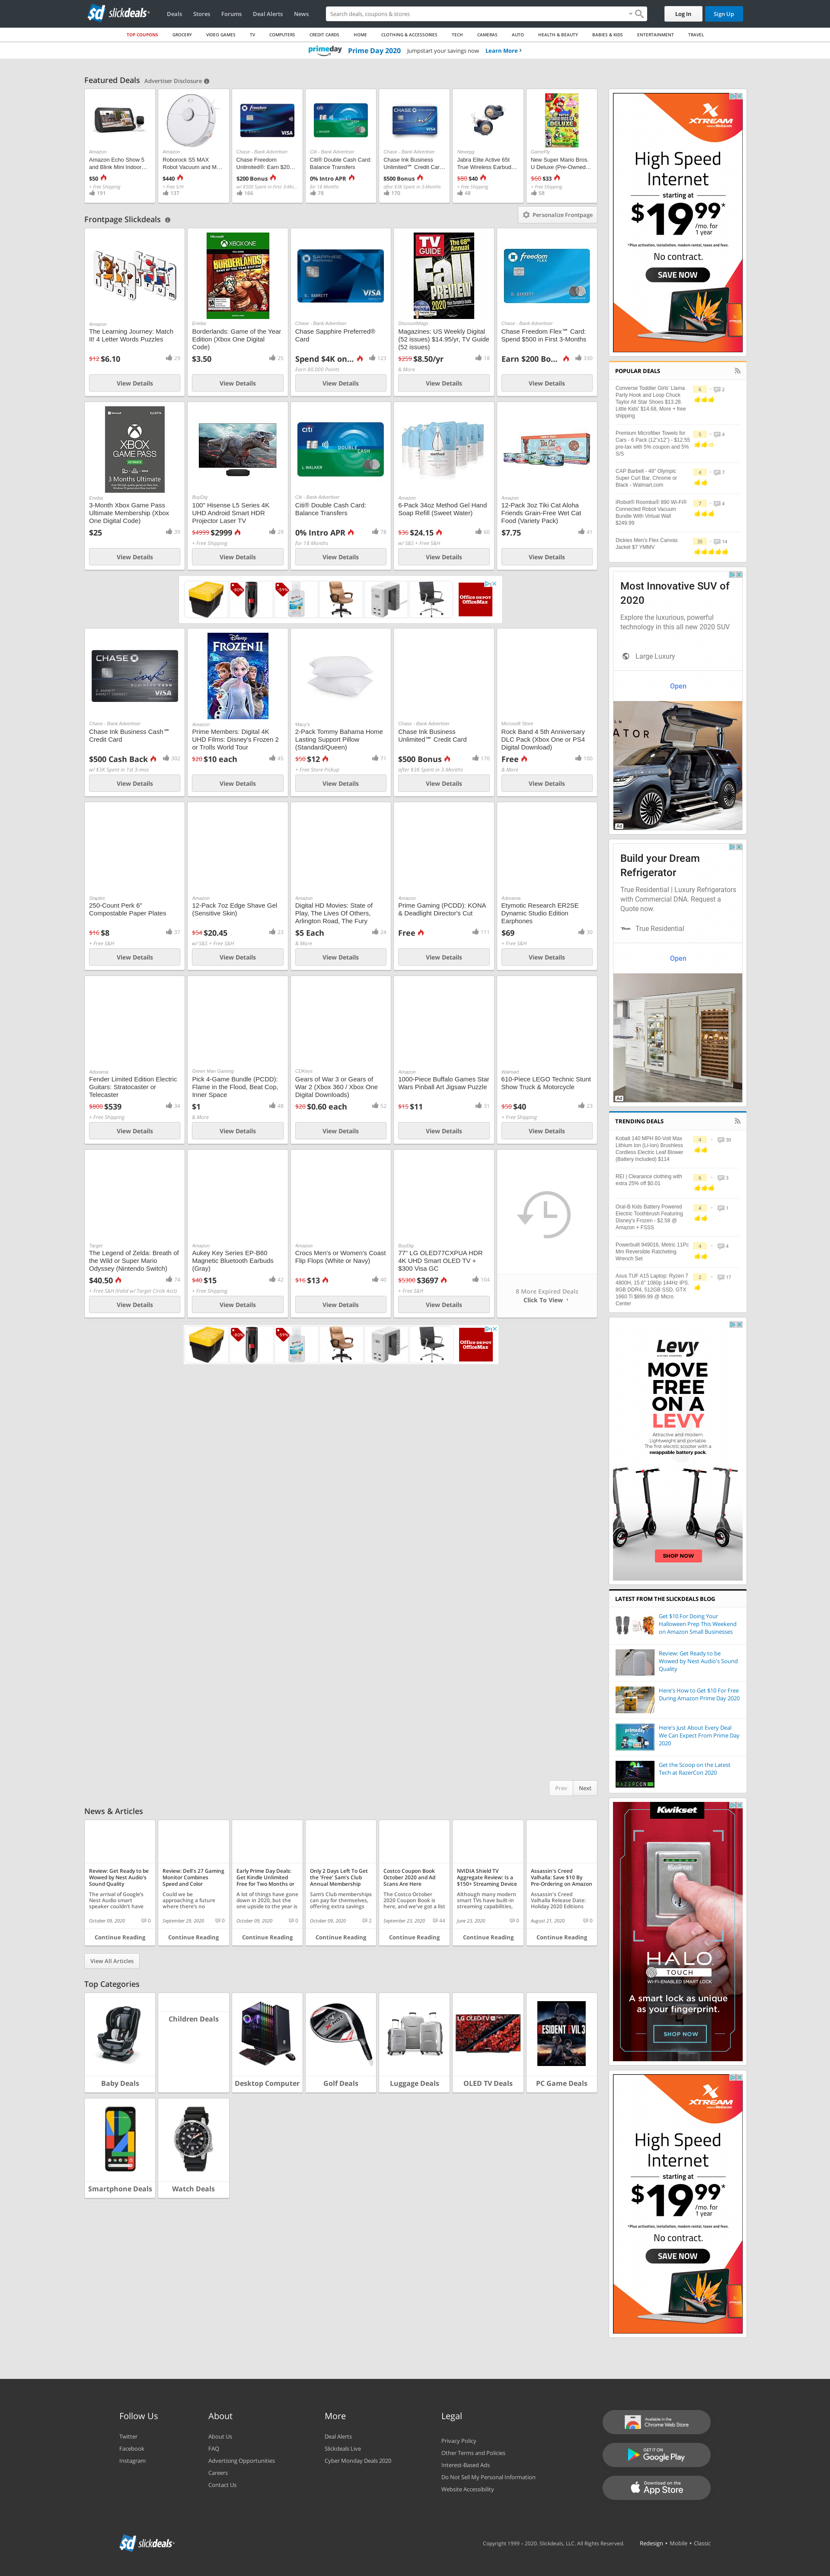 sd slickdeals
Deals
Stores
Forums
Deal Alerts
News
Search deals, coupons & stores
Log In
Sign Up
TOP COUPONS
GROCERY
VIDEO GAMES
TV
COMPUTERS
CREDIT CARDS
HOME
CLOTHING & ACCESSORIES
TECH
CAMERAS
AUTO
HEALTH & BEAUTY
BABIES & KIDS
ENTERTAINMENT
TRAVEL
prime day
Prime Day 2020
Jumpstart your savings now
Learn More
Featured Deals
Advertiser Disclosure
Amazon
Amazon Echo Show 5
and Blink Mini Indoor...
$50
+ Free Shipping
191
Amazon
Roborock S5 MAX
Robot Vacuum and M...
$440
+ Free S/H
137
Chase - Bank Advertiser
Chase Freedom
Unlimited®: Earn $20...
$200 Bonus
w/ $500 Spent in First 3-Mo...
166
Citi - Bank Advertiser
Citi® Double Cash Card:
Balance Transfers
0% Intro APR
for 18 Months
78
Chase - Bank Advertiser
Chase Ink Business
Unlimited℠ Credit Car...
$500 Bonus
after $3K Spent in 3-Months
170
Newegg
Jabra Elite Active 65t
True Wireless Earbud...
$80 $40
+ Free Shipping
48
GameFly
New Super Mario Bros.
U Deluxe (Pre-Owned...
$60 $33
+ Free Shipping
58
Frontpage Slickdeals
Personalize Frontpage
Amazon
The Learning Journey: Match
It! 4 Letter Words Puzzles
$12 $6.10
29
View Details
Eneba
Borderlands: Game of the Year
Edition (Xbox One Digital
Code)
$3.50
25
View Details
Chase - Bank Advertiser
Chase Sapphire Preferred®
Card
Spend $4K on...
123
Earn 80,000 Points
View Details
DiscountMags
Magazines: US Weekly Digital
(52 issues) $14.95/yr, TV Guide
(52 issues)
$259 $8.50/yr
18
& More
View Details
Chase - Bank Advertiser
Chase Freedom Flex℠ Card:
Spend $500 in First 3-Months
Earn $200 Bo...
330
View Details
Eneba
3-Month Xbox Game Pass
Ultimate Membership (Xbox
One Digital Code)
$25
39
View Details
BuyDig
100" Hisense L5 Series 4K
UHD Android Smart HDR
Projector Laser TV
$4999 $2999
29
+ Free Shipping
View Details
Citi - Bank Advertiser
Citi® Double Cash Card:
Balance Transfers
0% Intro APR
78
for 18 Months
View Details
Amazon
6-Pack 34oz Method Gel Hand
Soap Refill (Sweet Water)
$36 $24.15
60
w/ S&S + Free S&H
View Details
Amazon
12-Pack 3oz Tiki Cat Aloha
Friends Grain-Free Wet Cat
Food (Variety Pack)
$7.75
41
View Details
-80%
-59%
Office DEPOT
OfficeMax
Chase - Bank Advertiser
Chase Ink Business Cash℠
Credit Card
$500 Cash Back
302
w/ $3K Spent in 1st 3-mos
View Details
Amazon
Prime Members: Digital 4K
UHD Films: Disney's Frozen 2
or Trolls World Tour
$20 $10 each
45
View Details
Macy's
2-Pack Tommy Bahama Home
Lasting Support Pillow
(Standard/Queen)
$50 $12
71
+ Free Store Pickup
View Details
Chase - Bank Advertiser
Chase Ink Business
Unlimited℠ Credit Card
$500 Bonus
170
after $3K Spent in 3-Months
View Details
Microsoft Store
Rock Band 4 5th Anniversary
DLC Pack (Xbox One or PS4
Digital Download)
Free
100
& More
View Details
Staples
250-Count Perk 6"
Compostable Paper Plates
$16 $8
37
+ Free S&H
View Details
Amazon
12-Pack 7oz Edge Shave Gel
(Sensitive Skin)
$54 $20.45
23
w/ S&S + Free S&H
View Details
Amazon
Digital HD Movies: State of
Play, The Lives Of Others,
Arlington Road, The Fury
$5 Each
24
& More
View Details
Amazon
Prime Gaming (PCDD): KONA
& Deadlight Director's Cut
Free
111
View Details
Adorama
Etymotic Research ER2SE
Dynamic Studio Edition
Earphones
$69
30
+ Free S&H
View Details
Adorama
Fender Limited Edition Electric
Guitars: Stratocaster or
Telecaster
$800 $539
34
+ Free Shipping
View Details
Green Man Gaming
Pick 4-Game Bundle (PCDD):
Flame in the Flood, Beat Cop,
Inner Space
$1
48
& More
View Details
CDKeys
Gears of War 3 or Gears of
War 2 (Xbox 360 / Xbox One
Digital Downloads)
$20 $0.60 each
52
View Details
Amazon
1000-Piece Buffalo Games Star
Wars Pinball Art Jigsaw Puzzle
$15 $11
31
View Details
Walmart
610-Piece LEGO Technic Stunt
Show Truck & Motorcycle
$50 $40
23
+ Free Shipping
View Details
Target
The Legend of Zelda: Breath of
the Wild or Super Mario
Odyssey (Nintendo Switch)
$40.50
74
+ Free S&H (Valid w/ Target Circle Acct)
View Details
Amazon
Aukey Key Series EP-B60
Magnetic Bluetooth Earbuds
(Gray)
$40 $15
42
+ Free Shipping
View Details
Amazon
Crocs Men's or Women's Coast
Flip Flops (White or Navy)
$16 $13
40
View Details
BuyDig
77" LG OLED77CXPUA HDR
4K UHD Smart OLED TV +
$300 Visa GC
$5300 $3697
104
+ Free S&H
View Details
8 More Expired Deals
Click To View
-80%
-59%
Office DEPOT
OfficeMax
Prev
Next
News & Articles
Review: Get Ready to be
Wowed by Nest Audio's
Sound Quality
The arrival of Google's
Nest Audio smart
speaker couldn't have
October 09, 2020
0
Continue Reading
Review: Dell's 27 Gaming
Monitor Combines
Speed and Color
Could we be
approaching a future
where there's no
September 29, 2020
0
Continue Reading
Early Prime Day Deals:
Get Kindle Unlimited
Free for Two Months or
A lot of things have gone
down in 2020, but the
one upside to the year is
October 09, 2020
0
Continue Reading
Only 2 Days Left To Get
the 'Free' Sam's Club
Annual Membership
Sam's Club memberships
can pay for themselves,
offering extra savings
October 09, 2020
2
Continue Reading
Costco Coupon Book
October 2020 and Ad
Scans Are Here
The Costco October
2020 Coupon Book is
here, and we've got a list
September 23, 2020
44
Continue Reading
NVIDIA Shield TV
Aggregate Review: Is a
$150+ Streaming Device
Although many modern
smart TVs have built-in
streaming capabilities,
June 23, 2020
0
Continue Reading
Assassin's Creed
Valhalla: Save $10 By
Pre-Ordering on Amazon
Assassin's Creed
Valhalla Release Date:
Holiday 2020 Editions
August 21, 2020
0
Continue Reading
View All Articles
Top Categories
Baby Deals
Children Deals
Desktop Computer
Golf Deals
Luggage Deals
OLED TV Deals
PC Game Deals
Smartphone Deals
Watch Deals
XTREAM
High Speed
Internet
starting at
$19.99 /mo. for
1 year
*Plus activation, installation, modem rental, taxes and fees.
No contract.
SAVE NOW
POPULAR DEALS
Converse Toddler Girls' Llama
Party Hook and Loop Chuck
Taylor All Star Shoes $13.28.
Little Kids' $14.68, More + free
shipping
6
2
Premium Microfiber Towels for
Cars - 6 Pack (12"x12") - $12.55
pre-tax with 5% coupon and 5%
S/S
5
4
CAP Barbell - 48" Olympic
Super Curl Bar, Chrome or
Black - Walmart.com
4
7
iRobot® Roomba® 890 Wi-Fi®
Connected Robot Vacuum
Bundle With Virtual Wall
$249.99
7
4
Dickies Men's Flex Canvas
Jacket $7 YMMV
14
Most Innovative SUV of
2020
Explore the luxurious, powerful
technology in this all new 2020 SUV
Large Luxury
Open
Ad
Build your Dream
Refrigerator
True Residential | Luxury Refrigerators
with Commercial DNA. Request a
Quote now.
True Residential
Open
Ad
TRENDING DEALS
Kobalt 140 MPH 80-Volt Max
Lithium Ion (Li-ion) Brushless
Cordless Electric Leaf Blower
(Battery Included) $114
4
30
REI | Clearance clothing with
extra 25% off $0.01
6
3
Oral-B Kids Battery Powered
Electric Toothbrush Featuring
Disney's Frozen - $2.58 @
Amazon + FSSS
4
1
Powerbuilt 949016, Metric 11Pc
Mm Reversible Ratcheting
Wrench Set
4
4
Asus TUF A15 Laptop: Ryzen 7
4800H, 15.6" 1080p 144Hz IPS,
8GB DDR4, 512GB SSD, GTX
1660 Ti $899.99 @ Micro
Center
2
17
Levy
MOVE
FREE
ON A
LEVY
Attractive and modern.
Lightweight and portable.
The first electric scooter with a
swappable battery pack.
SHOP NOW
LATEST FROM THE SLICKDEALS BLOG
Get $10 For Doing Your
Halloween Prep This Weekend
on Amazon Small Businesses
Review: Get Ready to be
Wowed by Nest Audio's Sound
Quality
Here's How to Get $10 For Free
During Amazon Prime Day 2020
Here's Just About Every Deal
We Can Expect From Prime Day
2020
Get the Scoop on the Latest
Tech at RazerCon 2020
Kwikset
HALO
TOUCH
WI-FI-ENABLED SMART LOCK
A smart lock as unique
as your fingerprint.
SHOP NOW
XTREAM
High Speed
Internet
starting at
$19.99 /mo. for
1 year
*Plus activation, installation, modem rental, taxes and fees.
No contract.
SAVE NOW
Follow Us
Twitter
Facebook
Instagram
About
About Us
FAQ
Advertising Opportunities
Careers
Contact Us
More
Deal Alerts
Slickdeals Live
Cyber Monday Deals 2020
Legal
Privacy Policy
Other Terms and Policies
Interest-Based Ads
Do Not Sell My Personal Information
Website Accessibility
Available in the
Chrome Web Store
GET IT ON
Google Play
Download on the
App Store
sd slickdeals
Copyright 1999 - 2020. Slickdeals, LLC. All Rights Reserved.
Redesign • Mobile • Classic